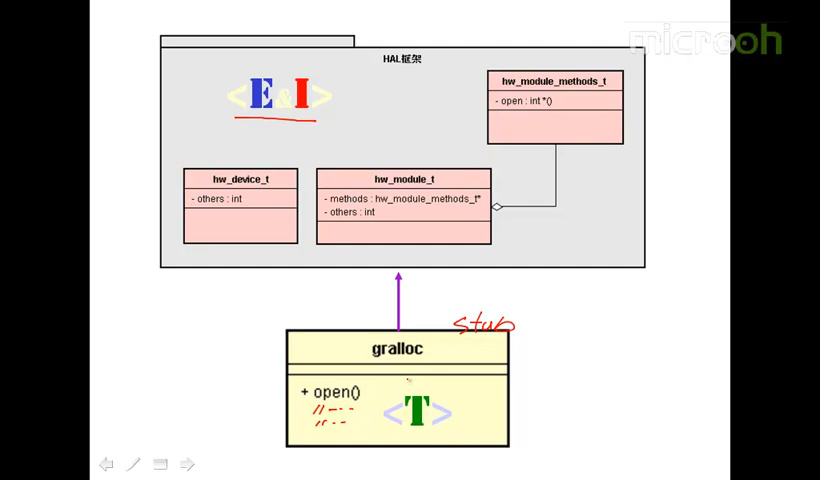 microoh
HAL框架
<E&I>
hw_module_methods_t
- open : int *()
hw_device_t
- others : int
hw_module_t
- methods : hw_module_methods_t*
- others : int
stub
gralloc
+ open()
<T>